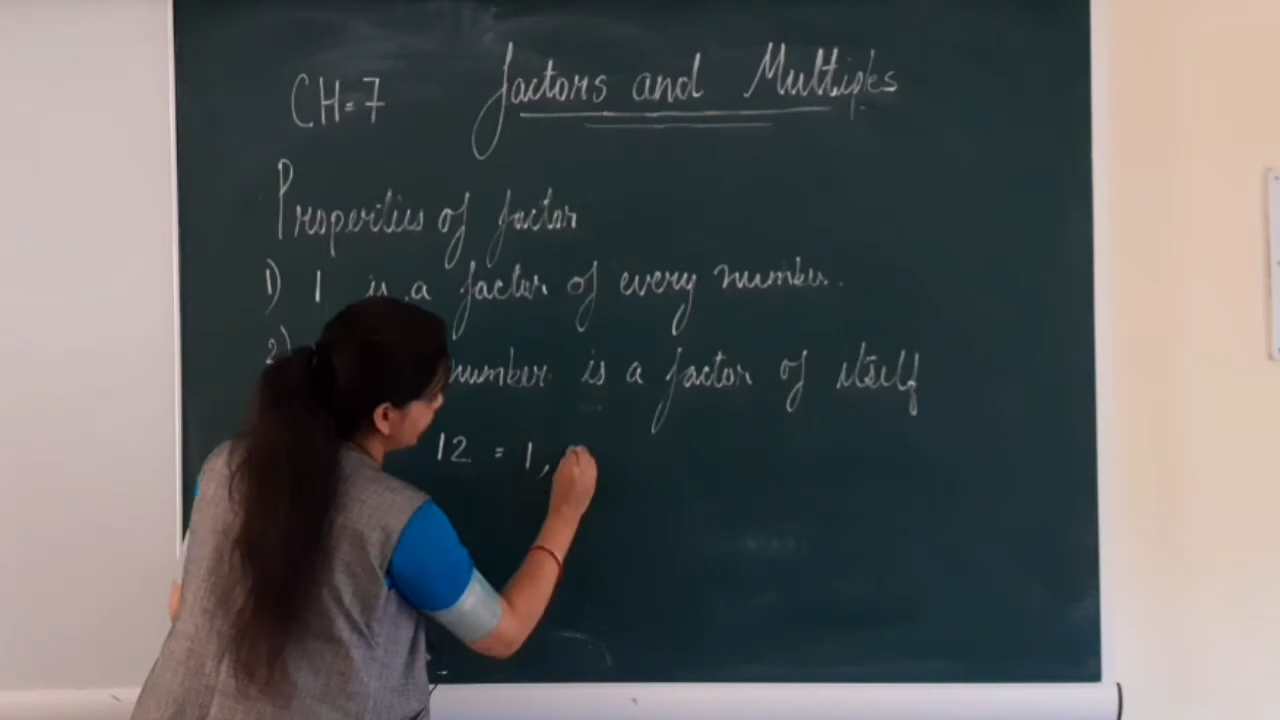 CH=7 Factors and Multiples
Properties of factor
1) 1 is a factor of every number.
2) number is a factor of itself
12 = 1,